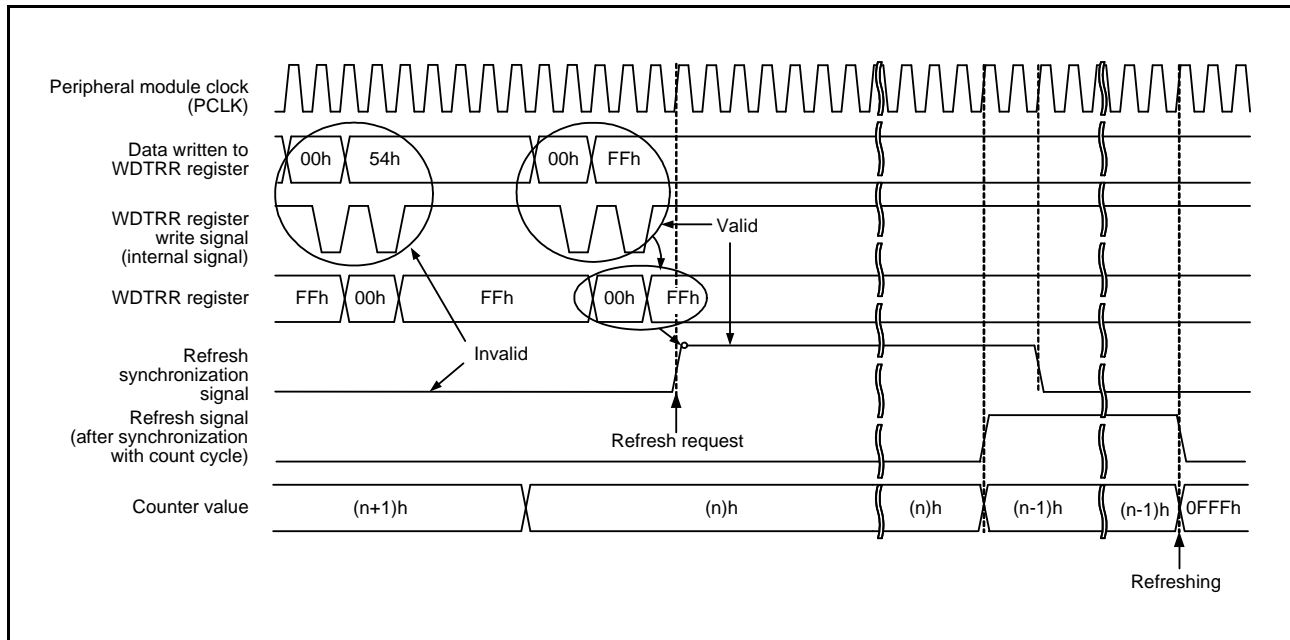 Peripheral module clock
(PCLK)
Data written to
WDTRR register
00h
54h
00h
FFh
WDTRR register
write signal
(internal signal)
Valid
WDTRR register
FFh
00h
FFh
00h
FFh
Invalid
Refresh
synchronization
signal
Refresh request
Refresh signal
(after synchronization
with count cycle)
Counter value
(n+1)h
(n)h
(n)h
(n-1)h
(n-1)h
0FFFh
Refreshing